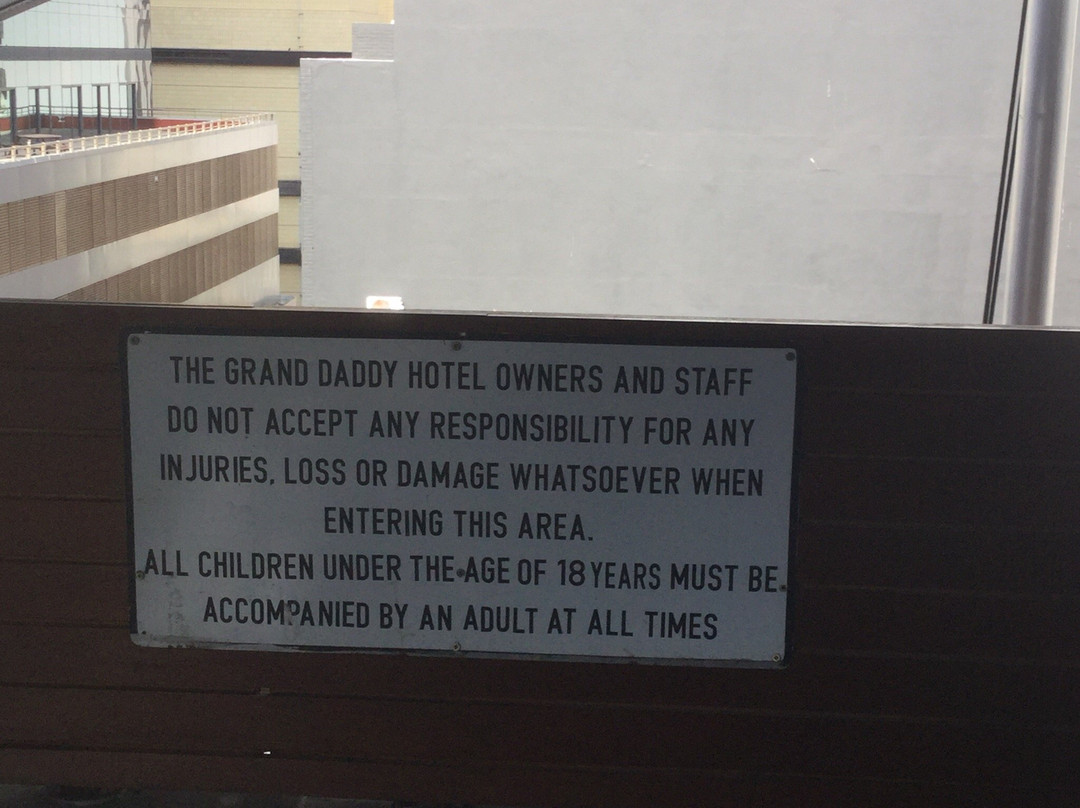 THE GRAND DADDY HOTEL OWNERS AND STAFF
DO NOT ACCEPT ANY RESPONSIBILITY FOR ANY
INJURIES, LOSS OR DAMAGE WHATSOEVER WHEN
ENTERING THIS AREA.
ALL CHILDREN UNDER THE AGE OF 18 YEARS MUST BE
ACCOMPANIED BY AN ADULT AT ALL TIMES